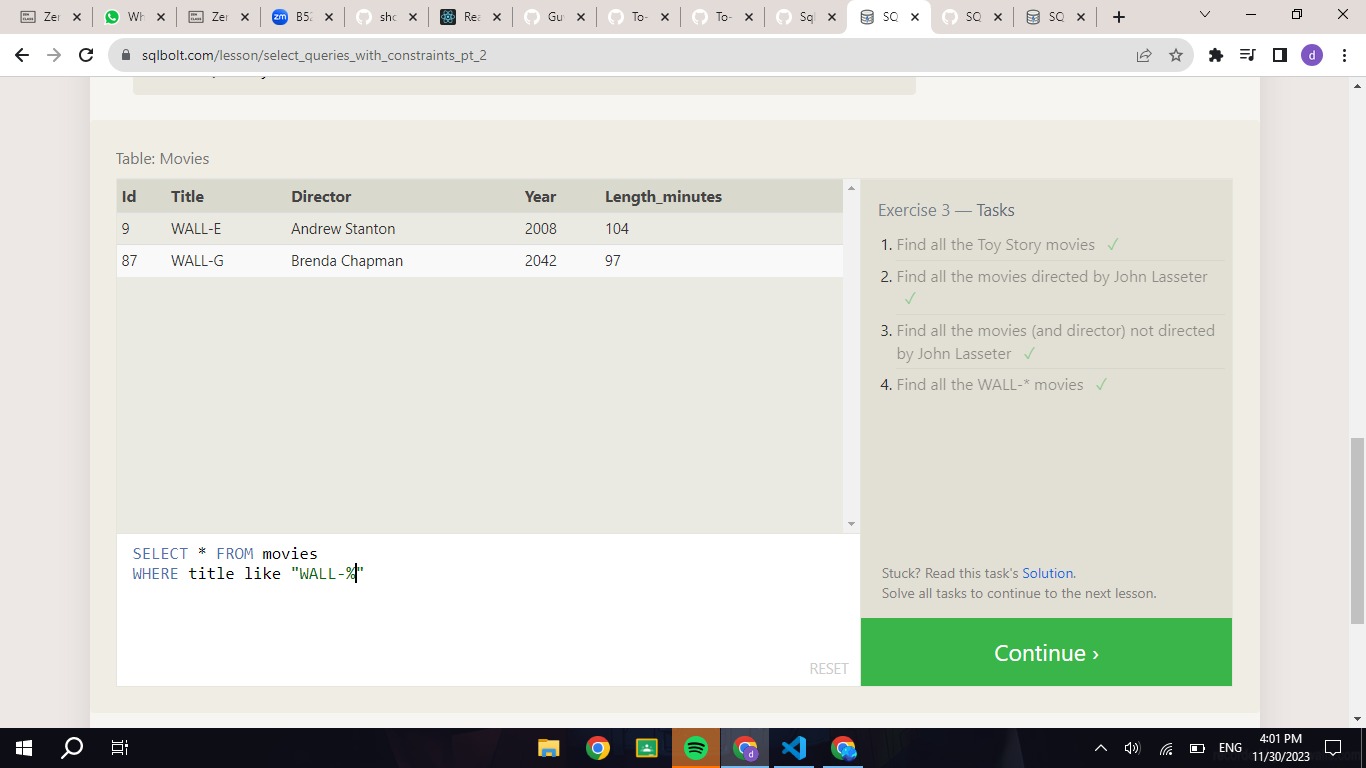 Zer
Wh
Zer
zm B52
sho
Rea
Gu
To-
To-
Sql
SQ
SQ
SQ
sqlbolt.com/lesson/select_queries_with_constraints_pt_2
d
Table: Movies
Id Title Director Year Length_minutes
9 WALL-E Andrew Stanton 2008 104
87 WALL-G Brenda Chapman 2042 97
Exercise 3 — Tasks
1. Find all the Toy Story movies ✓
2. Find all the movies directed by John Lasseter
✓
3. Find all the movies (and director) not directed
by John Lasseter ✓
4. Find all the WALL-* movies ✓
SELECT * FROM movies
WHERE title like "WALL-%"
RESET
Stuck? Read this task's Solution.
Solve all tasks to continue to the next lesson.
Continue ›
ENG
4:01 PM
11/30/2023